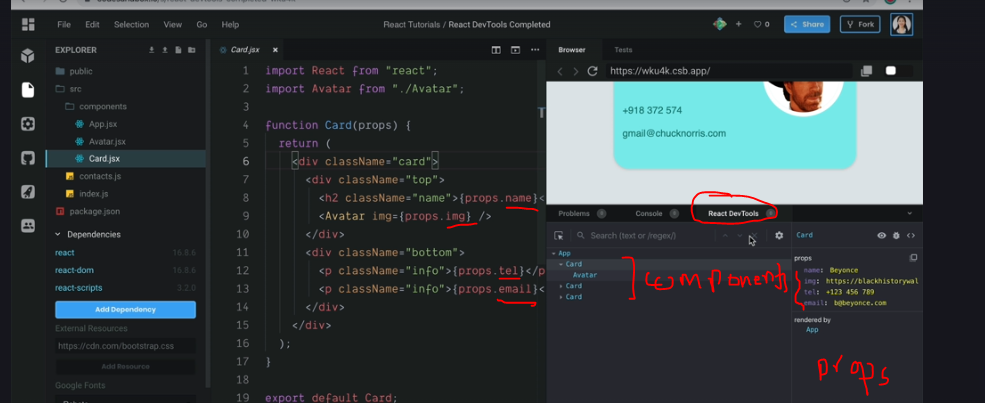 File Edit Selection View Go Help
React Tutorials / React DevTools Completed
+ 0 Share Fork
EXPLORER
public
src
components
App.jsx
Avatar.jsx
Card.jsx
contacts.js
index.js
package.json
Dependencies
react 16.8.6
react-dom 16.8.6
react-scripts 3.2.0
Add Dependency
External Resources
https://cdn.com/bootstrap.css
Add Resource
Google Fonts
Card.jsx
1 import React from "react";
2 import Avatar from "./Avatar";
3
4 function Card(props) {
5 return (
6 <div className="card">
7 <div className="top">
8 <h2 className="name">{props.name}<
9 <Avatar img={props.img} />
10 </div>
11 <div className="bottom">
12 <p className="info">{props.tel}</p
13 <p className="info">{props.email}<
14 </div>
15 </div>
16 );
17 }
18
19 export default Card;
Browser Tests
https://wku4k.csb.app/
+918 372 574
gmail@chucknorris.com
Problems Console React DevTools
Search (text or /regex/)
App
Card
Avatar
Card
Card
components
Card
props
name: Beyonce
img: https://blackhistorywal
tel: +123 456 789
email: b@beyonce.com
rendered by
App
props